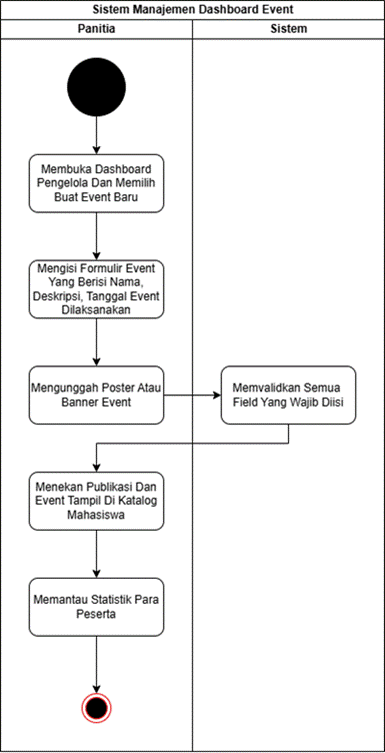 Sistem Manajemen Dashboard Event
Panitia
Sistem
Membuka Dashboard
Pengelola Dan Memilih
Buat Event Baru
Mengisi Formulir Event
Yang Berisi Nama,
Deskripsi, Tanggal Event
Dilaksanakan
Mengunggah Poster Atau
Banner Event
Memvalidkan Semua
Field Yang Wajib Diisi
Menekan Publikasi Dan
Event Tampil Di Katalog
Mahasiswa
Memantau Statistik Para
Peserta